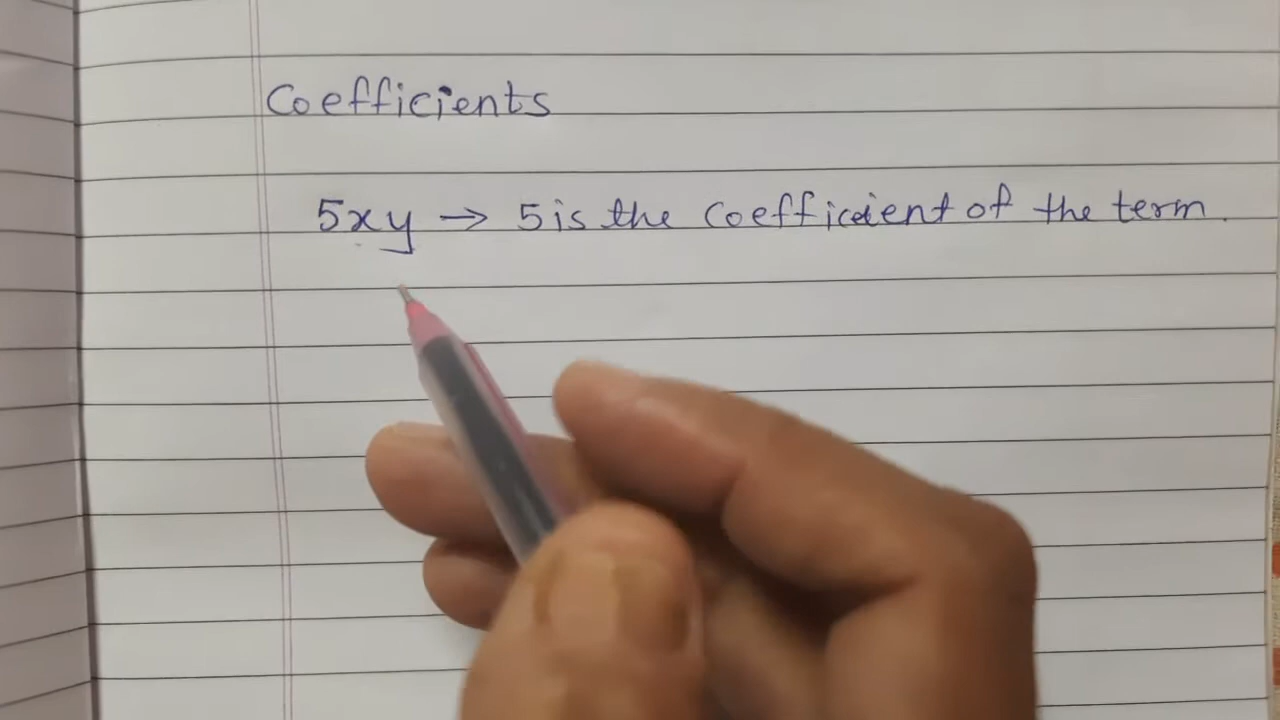 Coefficients
5xy → 5 is the coefficient of the term.